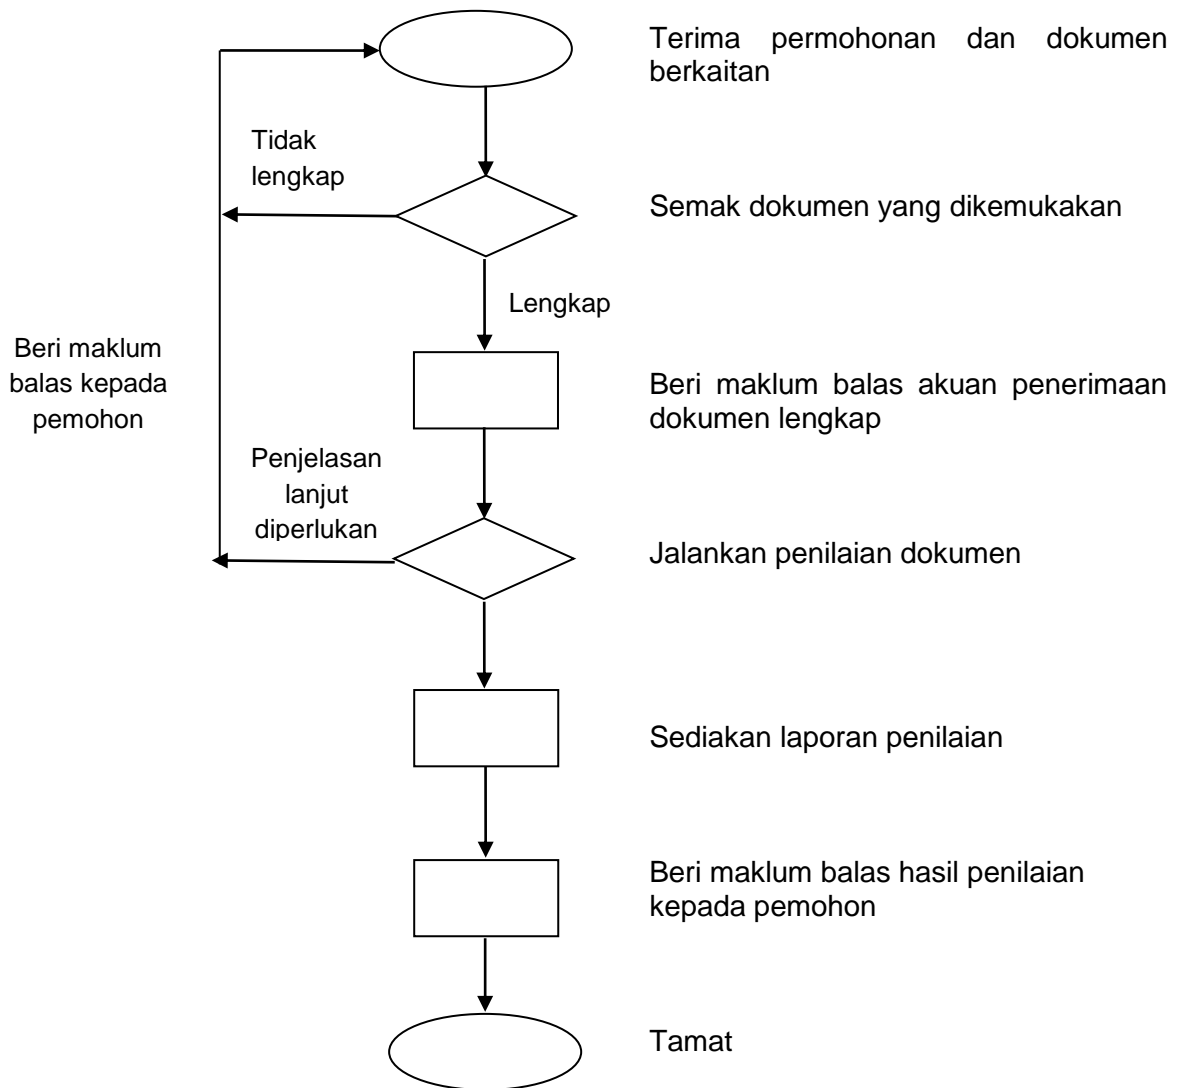 Terima permohonan dan dokumen
berkaitan
Tidak
lengkap
Semak dokumen yang dikemukakan
Lengkap
Beri maklum
balas kepada
pemohon
Beri maklum balas akuan penerimaan
dokumen lengkap
Penjelasan
lanjut
diperlukan
Jalankan penilaian dokumen
Sediakan laporan penilaian
Beri maklum balas hasil penilaian
kepada pemohon
Tamat